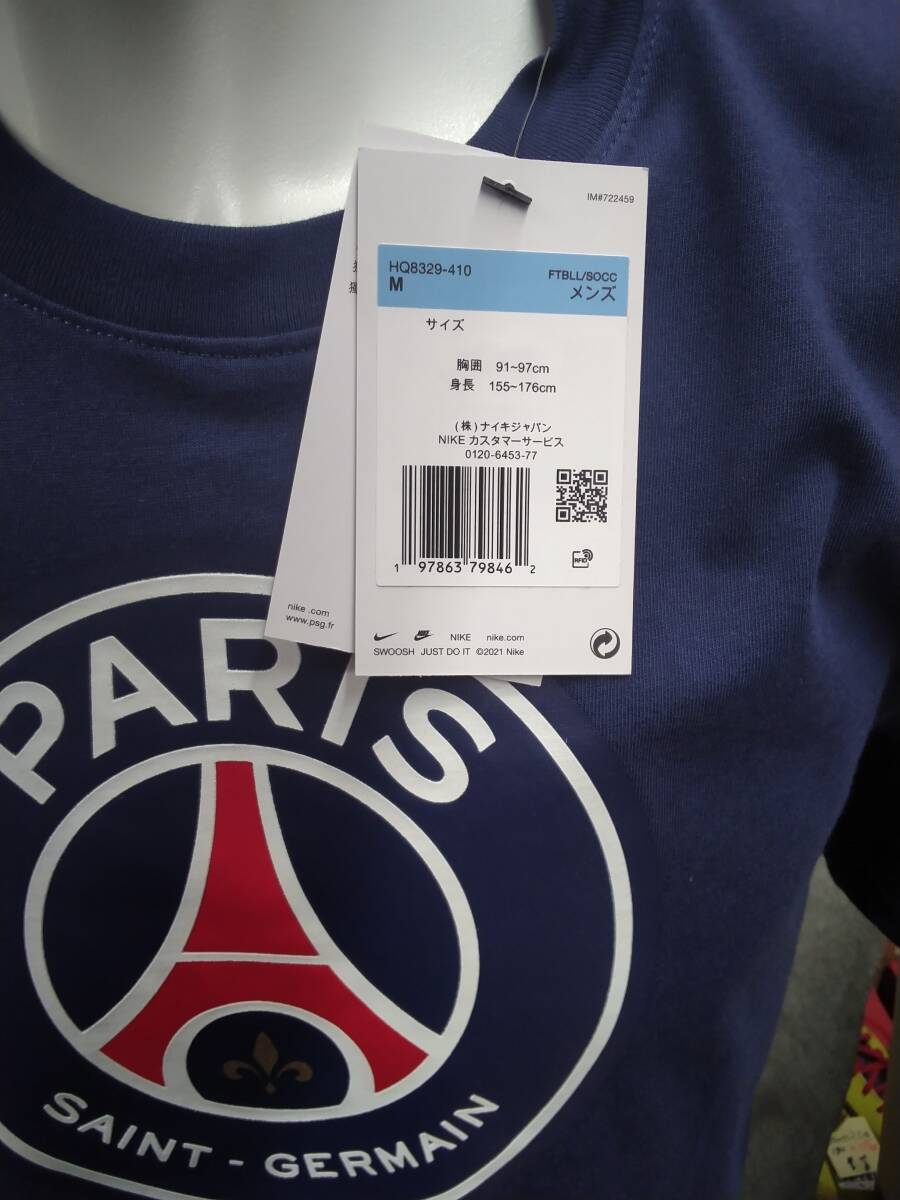 IM#722459
HQ8329-410
M
FTBLL/SOCC
メンズ
サイズ
胸囲 91~97cm
身長 155~176cm
(株)ナイキジャパン
NIKE カスタマーサービス
0120-6453-77
1 97863 79846 2
RFID
NIKE nike.com
SWOOSH JUST DO IT ©2021 Nike
nike .com
www.psg.fr
PARIS
SAINT - GERMAIN